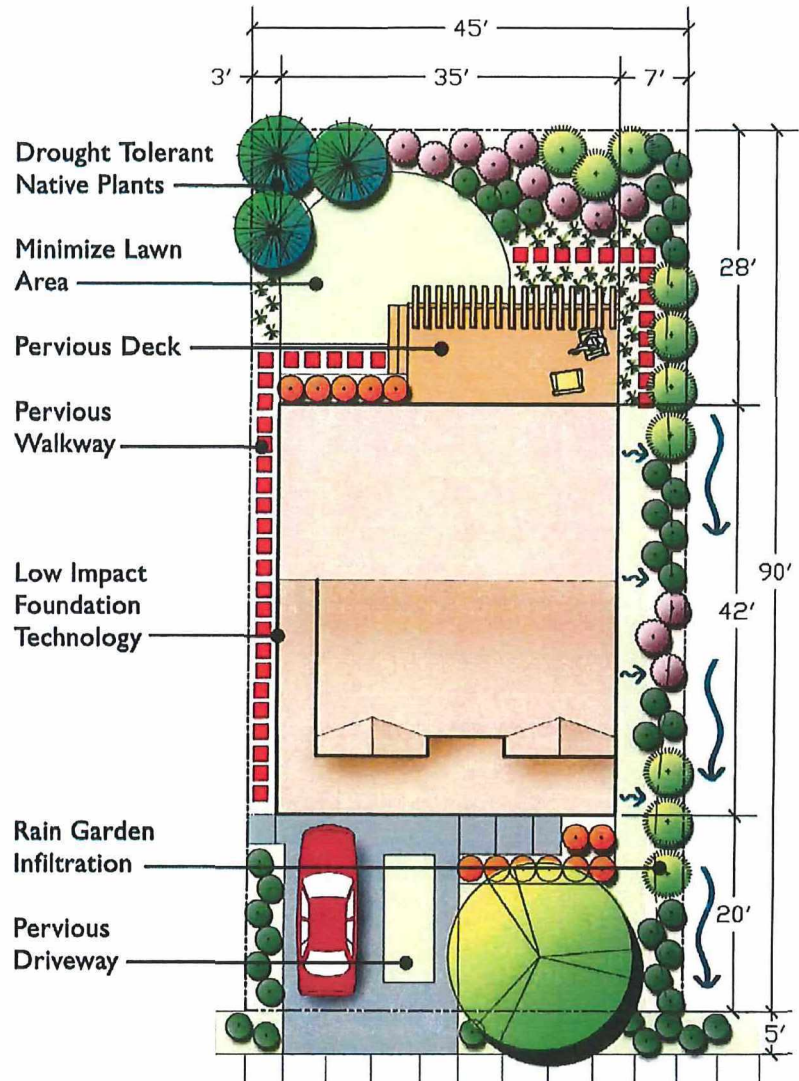 45′
3′
35′
7′
Drought Tolerant
Native Plants
Minimize Lawn
Area
28′
Pervious Deck
Pervious
Walkway
Low Impact
Foundation
Technology
90′
42′
Rain Garden
Infiltration
20′
Pervious
Driveway
5′